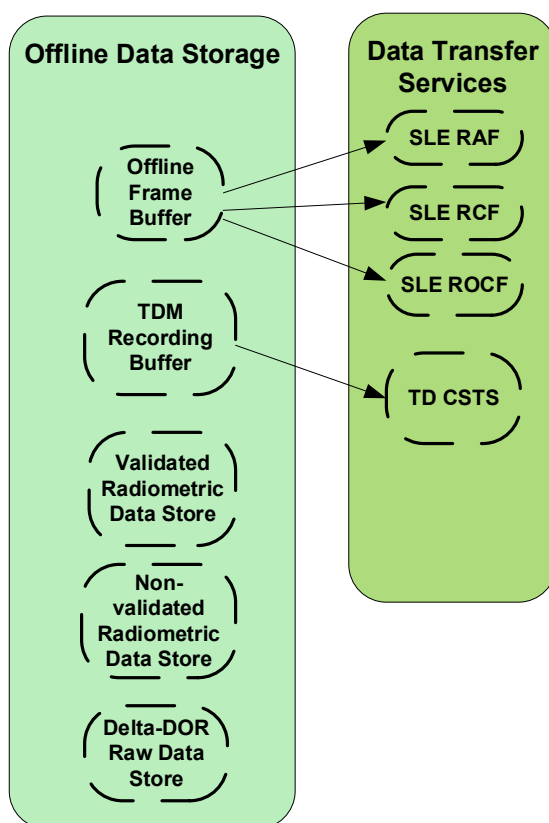 Offline Data Storage
Offline
Frame
Buffer
TDM
Recording
Buffer
Validated
Radiometric
Data Store
Non-
validated
Radiometric
Data Store
Delta-DOR
Raw Data
Store
Data Transfer
Services
SLE RAF
SLE RCF
SLE ROCF
TD CSTS